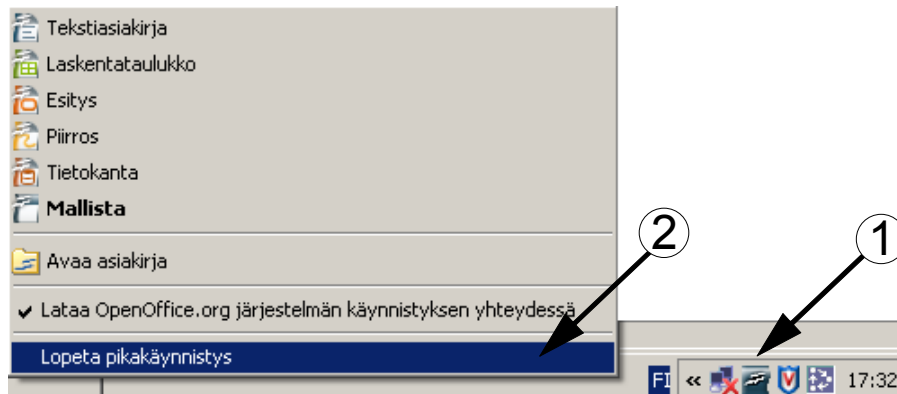 Tekstiasiakirja
Laskentataulukko
Esitys
Piirros
Tietokanta
Mallista
Avaa asiakirja
Lataa OpenOffice.org järjestelmän käynnistyksen yhteydessä
Lopeta pikakäynnistys
2
1
FI « 17:32